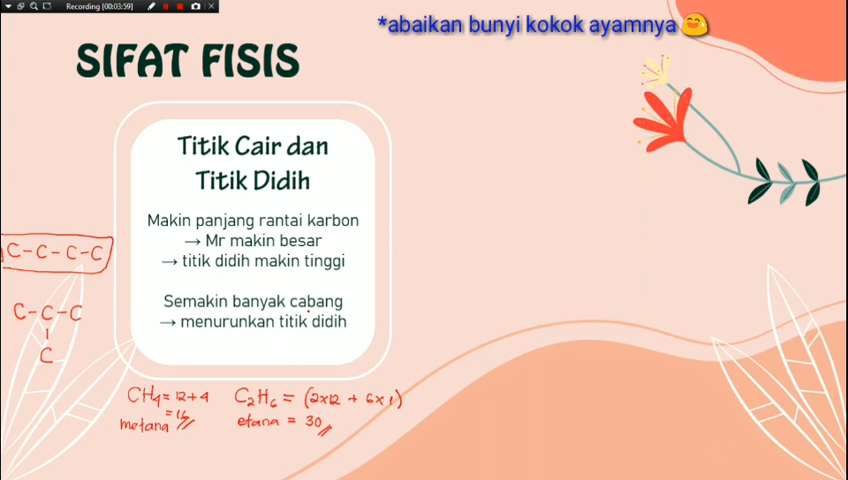 Recording [00:03:59]
*abaikan bunyi kokok ayamnya
SIFAT FISIS
Titik Cair dan
Titik Didih
Makin panjang rantai karbon
→ Mr makin besar
→ titik didih makin tinggi
Semakin banyak cabang
→ menurunkan titik didih
C-C-C-C
C-C-C
C
CH4 = 12+4
= 16
metana
C2H6 = (2x12 + 6x1)
etana = 30